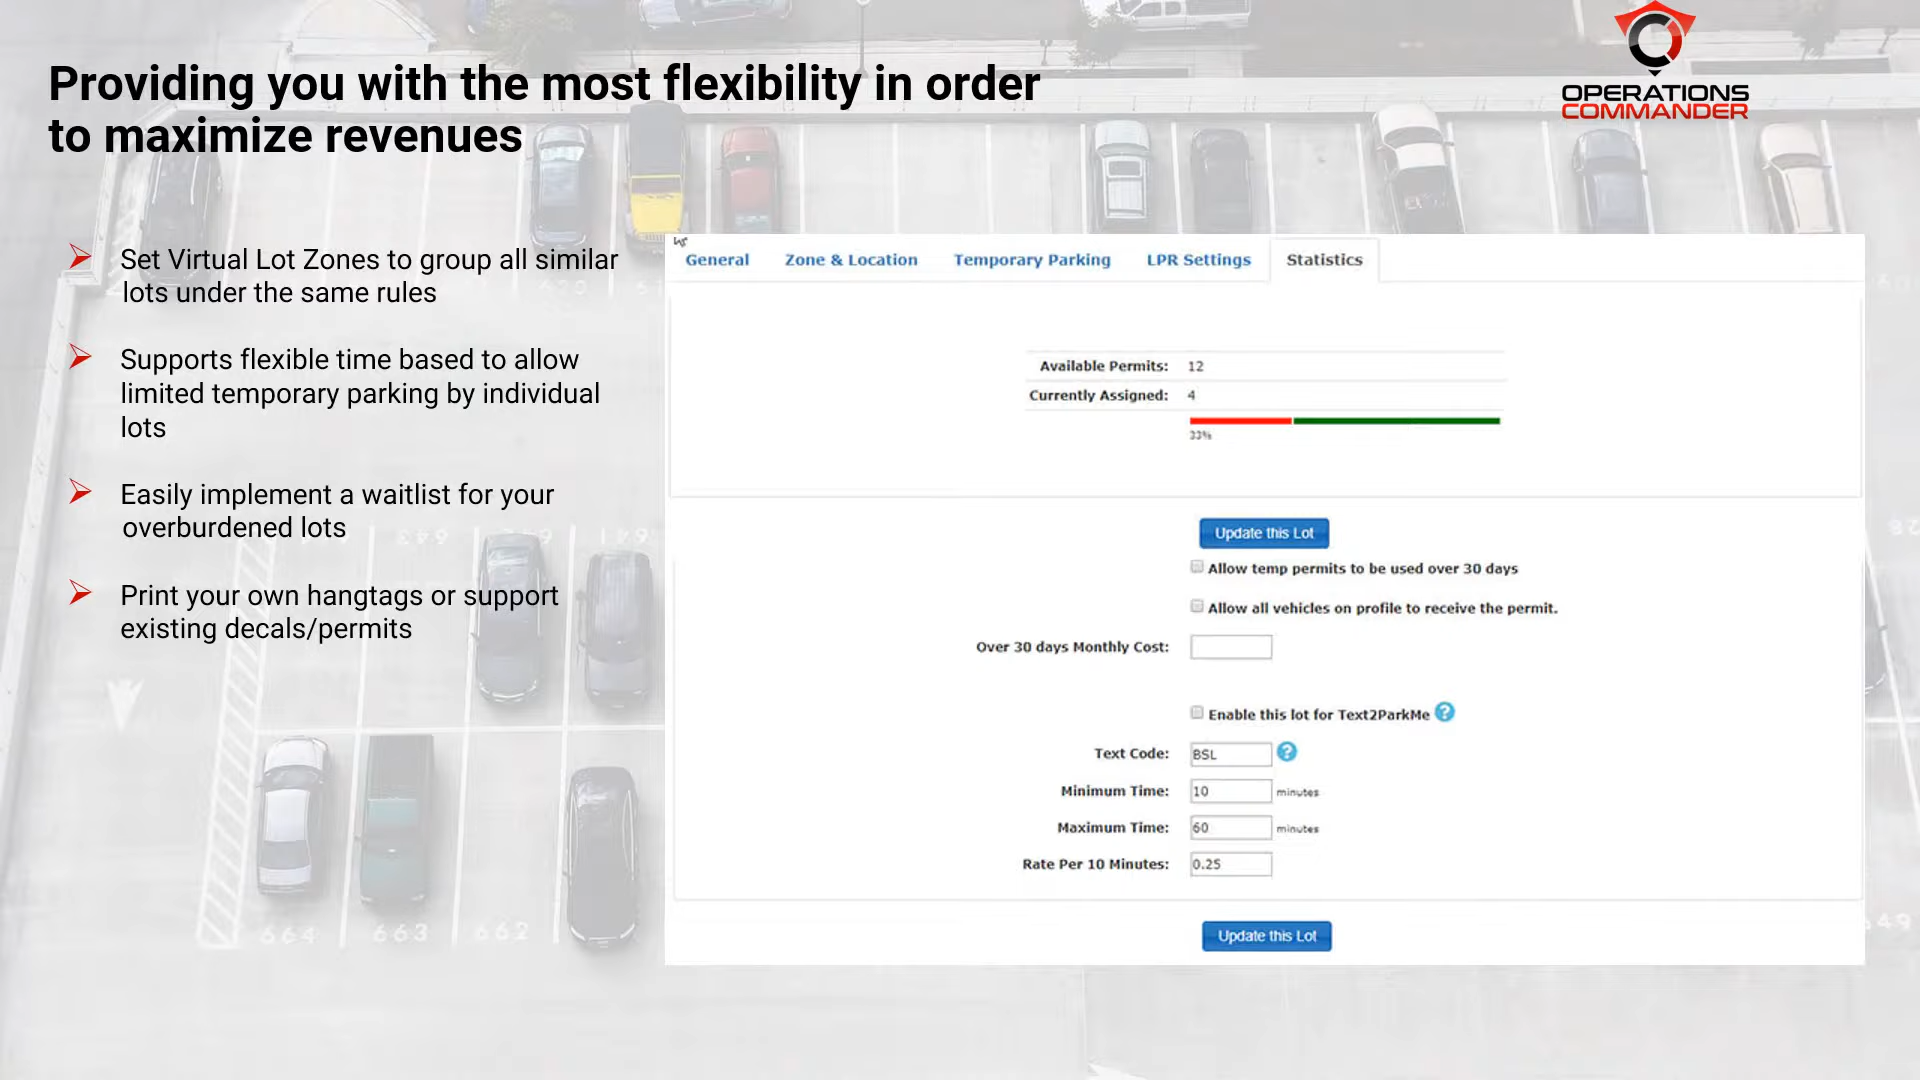 Providing you with the most flexibility in order
to maximize revenues
OPERATIONS
COMMANDER
Set Virtual Lot Zones to group all similar
lots under the same rules
Supports flexible time based to allow
limited temporary parking by individual
lots
Easily implement a waitlist for your
overburdened lots
Print your own hangtags or support
existing decals/permits
General Zone & Location Temporary Parking LPR Settings Statistics
Available Permits: 12
Currently Assigned: 4
33%
Update this Lot
Allow temp permits to be used over 30 days
Allow all vehicles on profile to receive the permit.
Over 30 days Monthly Cost:
Enable this lot for Text2ParkMe ?
Text Code: BSL ?
Minimum Time: 10 minutes
Maximum Time: 60 minutes
Rate Per 10 Minutes: 0.25
Update this Lot
664 663 662